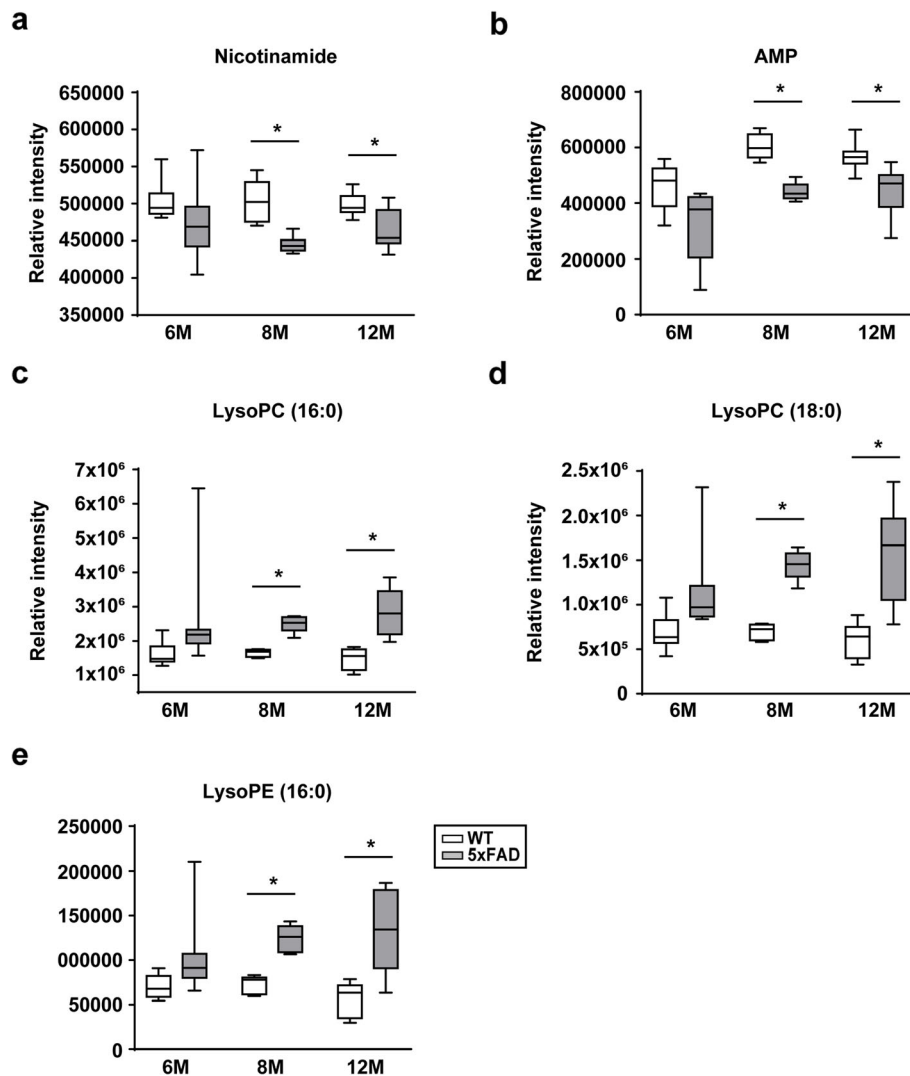 a
Nicotinamide
Relative intensity
650000
600000
550000
500000
450000
400000
350000
*
*
6M 8M 12M
b
AMP
Relative intensity
800000
600000
400000
200000
0
*
*
6M 8M 12M
c
LysoPC (16:0)
Relative intensity
7x10⁶
6x10⁶
5x10⁶
4x10⁶
3x10⁶
2x10⁶
1x10⁶
*
*
6M 8M 12M
d
LysoPC (18:0)
Relative intensity
2.5x10⁶
2.0x10⁶
1.5x10⁶
1.0x10⁶
5x10⁵
0
*
*
6M 8M 12M
e
LysoPE (16:0)
Relative intensity
250000
200000
150000
000000
50000
0
*
*
6M 8M 12M
WT
5xFAD